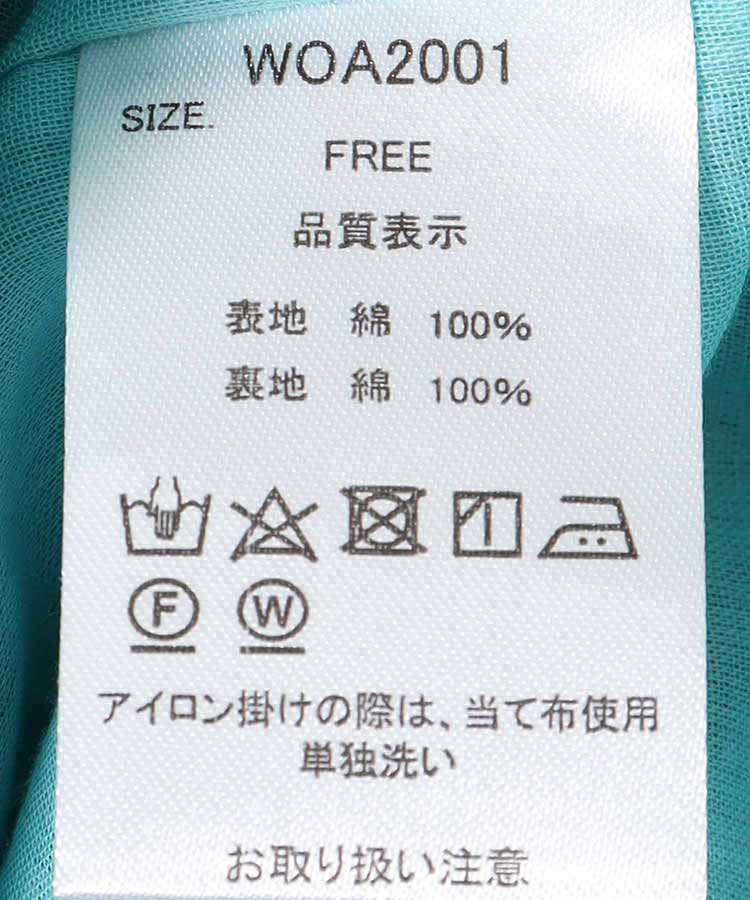 WOA2001
SIZE.
FREE
品質表示
表地 綿 100%
裏地 綿 100%
F W
アイロン掛けの際は、当て布使用
単独洗い
お取り扱い注意